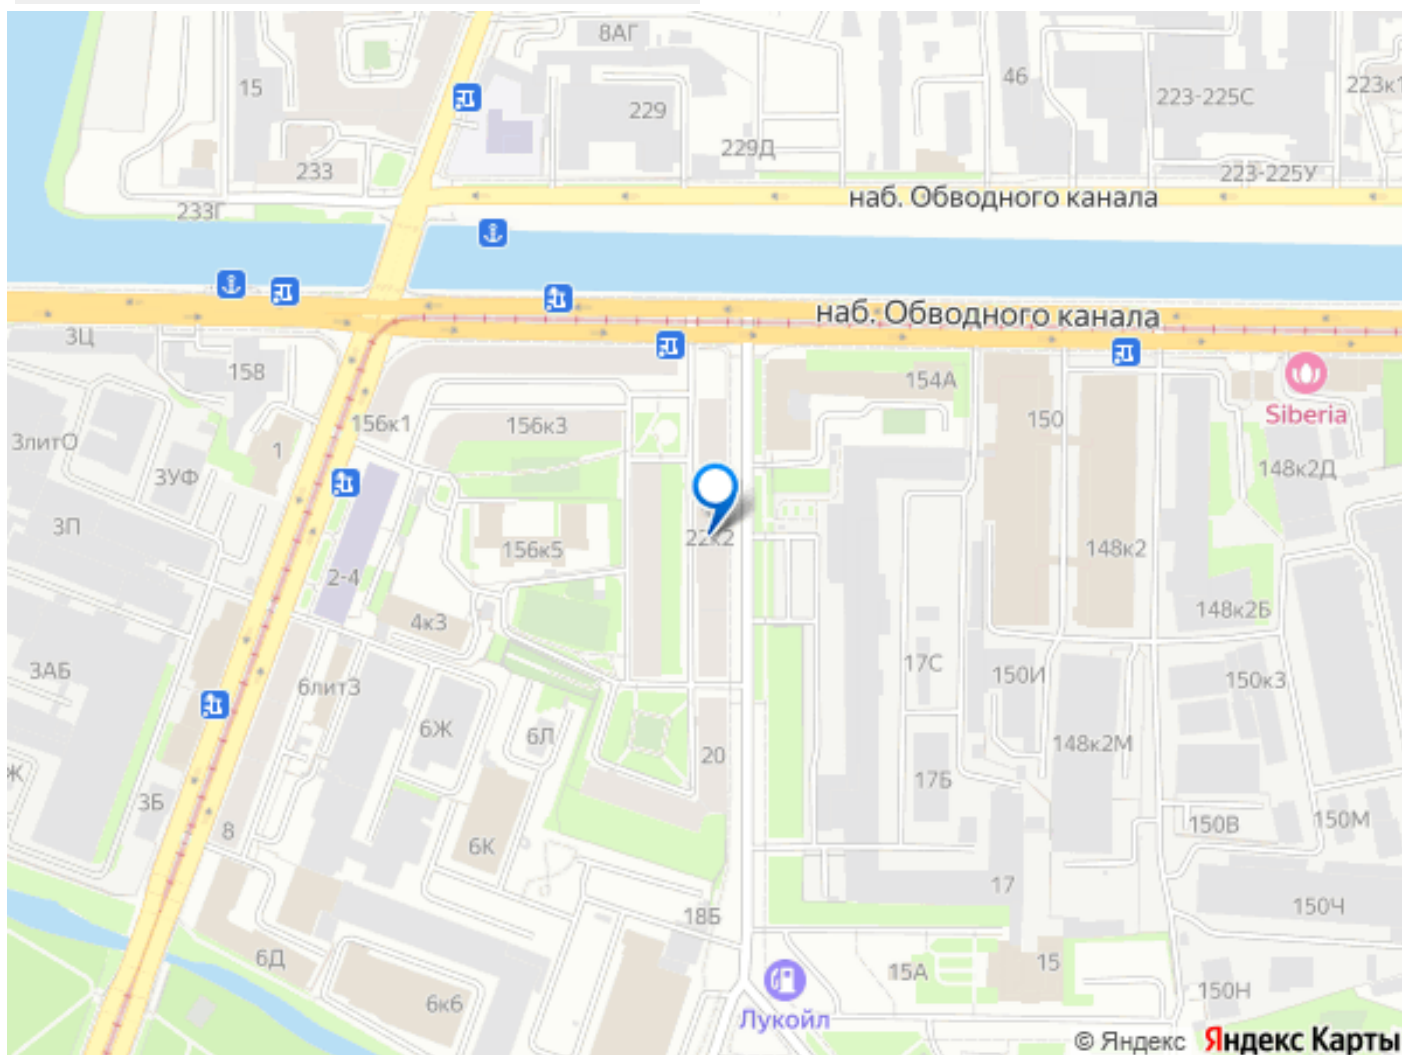 8АГ
46
15
229
223-225С
223к1
229Д
233
223-225У
наб. Обводного канала
233Г
наб. Обводного канала
3Ц
158
154А
Siberia
156к1
156к3
150
3литО
1
148к2Д
3УФ
3П
22к2
156к5
148к2
2-4
4к3
148к2Б
3АБ
6литЗ
17С
150И
150к3
6Ж
6Л
20
148к2М
Ж
17Б
3Б
8
6К
150В
150М
17
18Б
150Ч
6Д
15А
15
6к6
150Н
Лукойл
© Яндекс Яндекс Карты